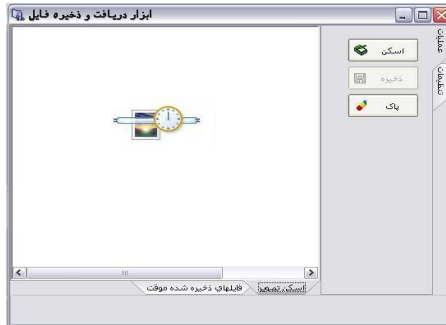 ابزار دریافت و ذخیره فایل
عملیات
تنظیمات
اسکن
ذخیره
پاک
اسکن تصویر
فایلهای ذخیره شده موقت